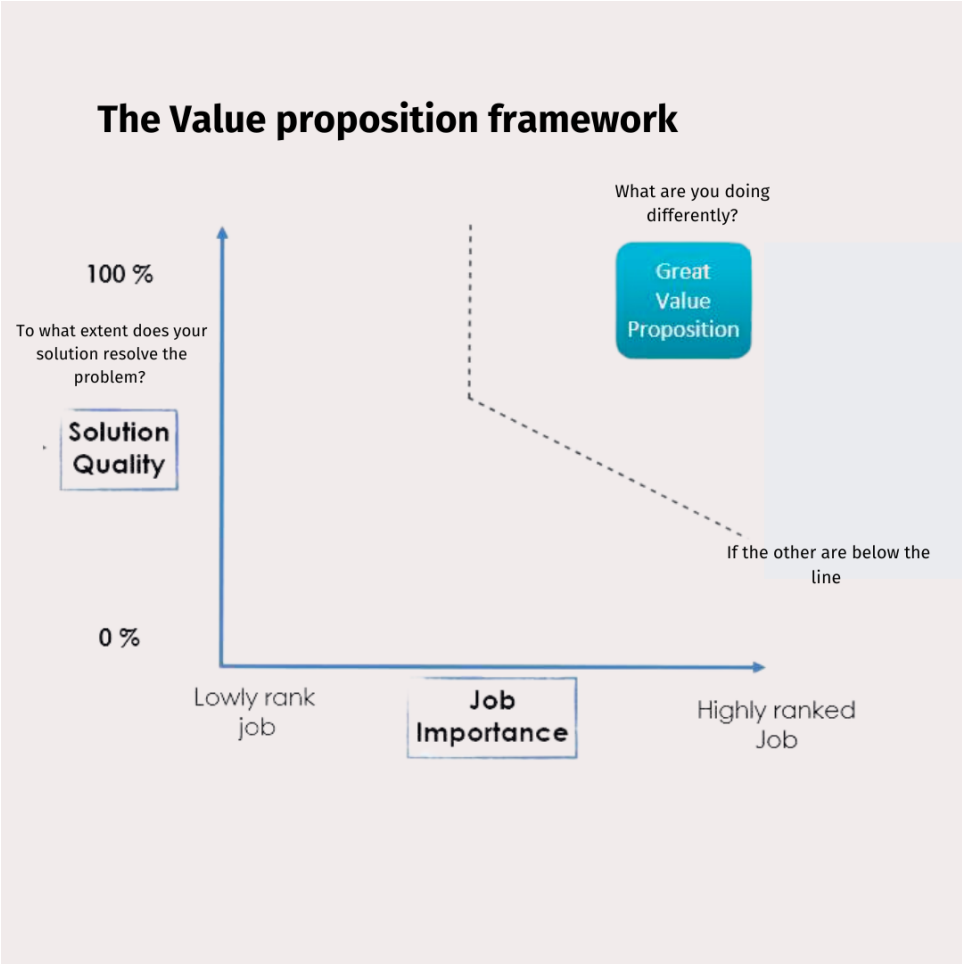 The Value proposition framework
What are you doing
differently?
100 %
Great
Value
Proposition
To what extent does your
solution resolve the
problem?
Solution
Quality
If the other are below the
line
0 %
Lowly rank
job
Job
Importance
Highly ranked
Job